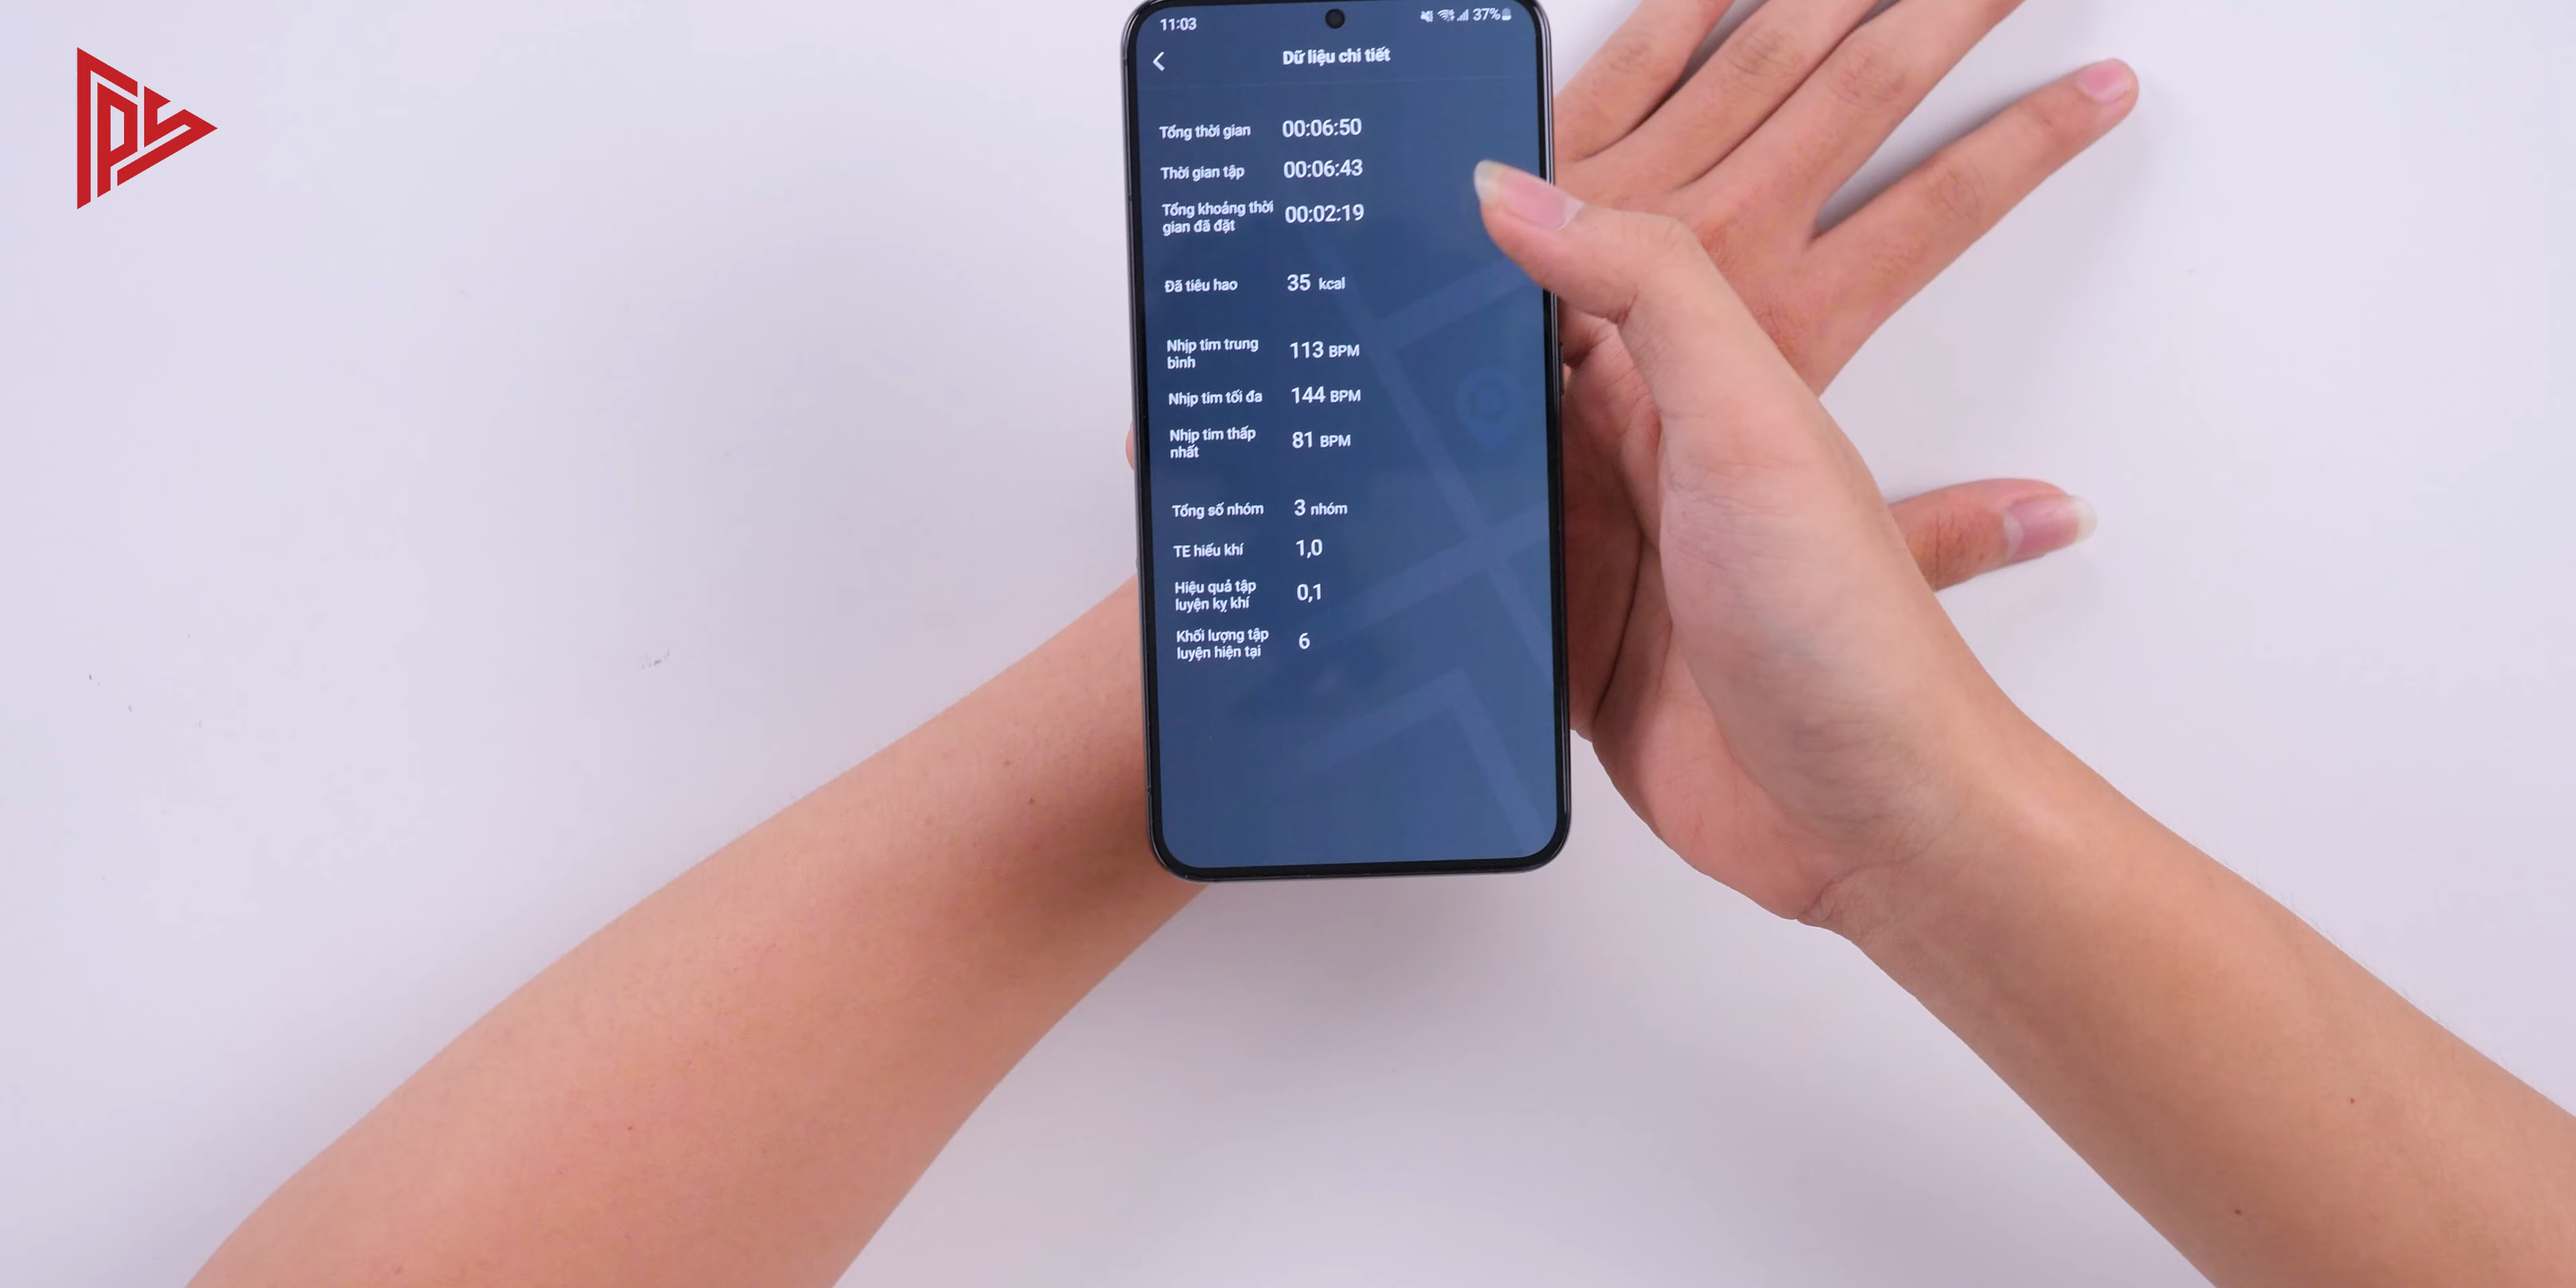 11:03
37%
Dữ liệu chi tiết
Tổng thời gian 00:06:50
Thời gian tập 00:06:43
Tổng khoảng thời
gian đã đặt 00:02:19
Đã tiêu hao 35 kcal
Nhịp tim trung
bình 113 BPM
Nhịp tim tối đa 144 BPM
Nhịp tim thấp
nhất 81 BPM
Tổng số nhóm 3 nhóm
TE hiếu khí 1,0
Hiệu quả tập
luyện kỵ khí 0,1
Khối lượng tập
luyện hiện tại 6